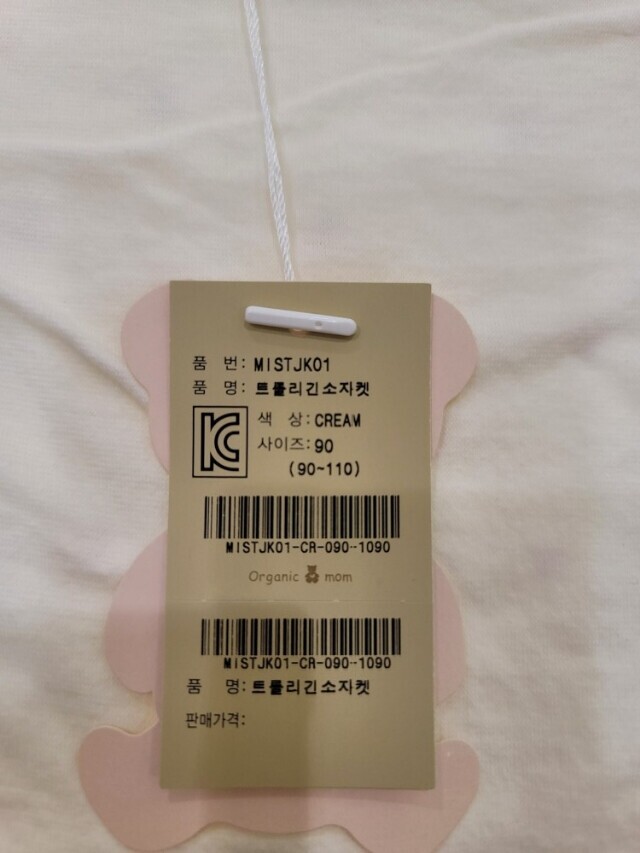 품 번: MISTJK01
품 명: 트롤리긴소자켓
KC
색 상: CREAM
사이즈: 90
(90~110)
MISTJK01-CR-090--1090
Organic mom
MISTJK01-CR-090--1090
품 명: 트롤리긴소자켓
판매가격: